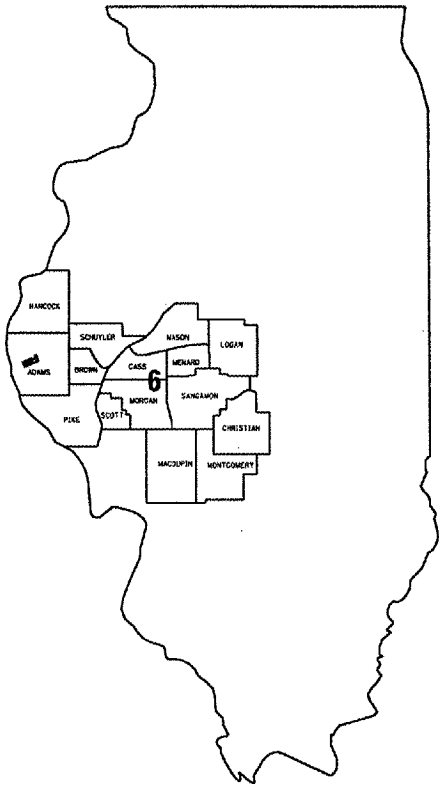 HANCOCK
SCHUYLER
MASON
LOGAN
ADAMS
BROWN
CASS
MENARD
6
SANGAMON
PIKE
SCOTT
MORGAN
CHRISTIAN
MACOUPIN
MONTGOMERY